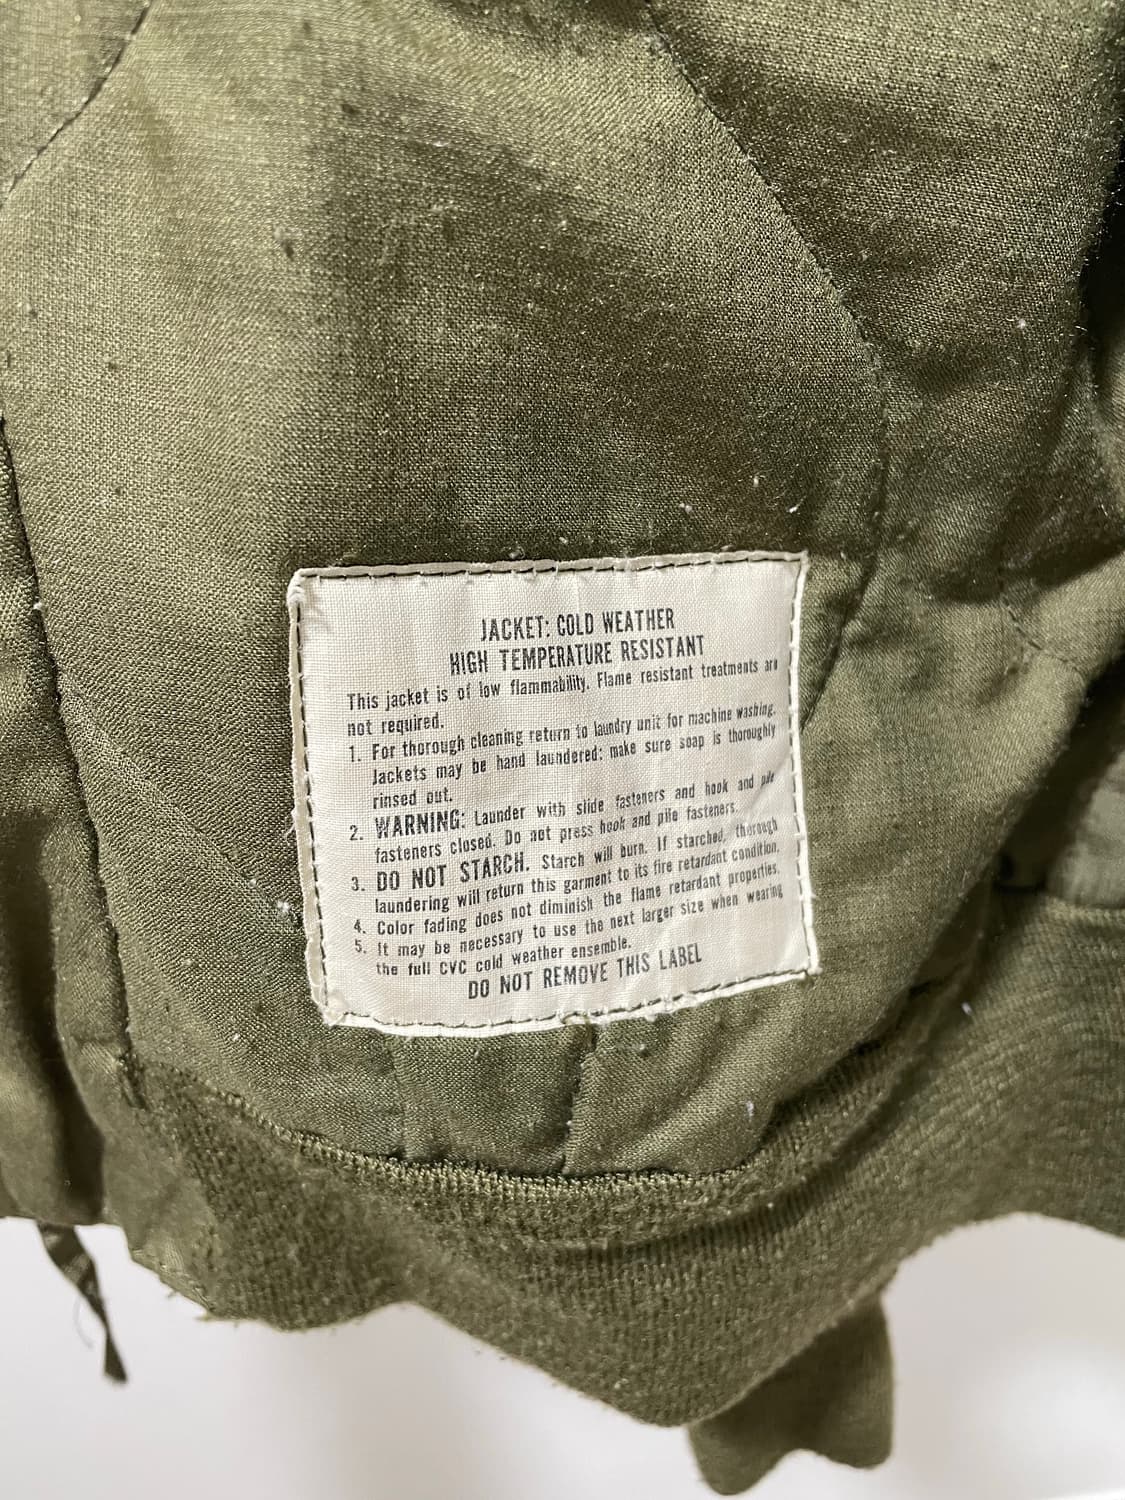 JACKET: COLD WEATHER
HIGH TEMPERATURE RESISTANT
This jacket is of low flammability. Flame resistant treatments are
not required.
1. For thorough cleaning return to laundry unit for machine washing.
Jackets may be hand laundered: make sure soap is thoroughly
rinsed out.
2. WARNING: Launder with slide fasteners and hook and pile
fasteners closed. Do not press hook and pile fasteners.
3. DO NOT STARCH. Starch will burn. If starched, thorough
laundering will return this garment to its fire retardant condition.
4. Color fading does not diminish the flame retardant properties.
5. It may be necessary to use the next larger size when wearing
the full CVC cold weather ensemble.
DO NOT REMOVE THIS LABEL